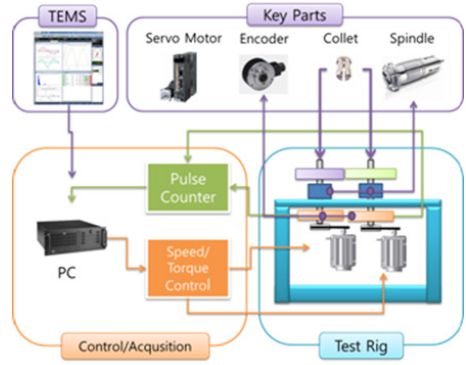 TEMS
Key Parts
Servo Motor
Encoder
Collet
Spindle
Pulse
Counter
PC
Speed/
Torque
Control
Control/Acqusition
Test Rig